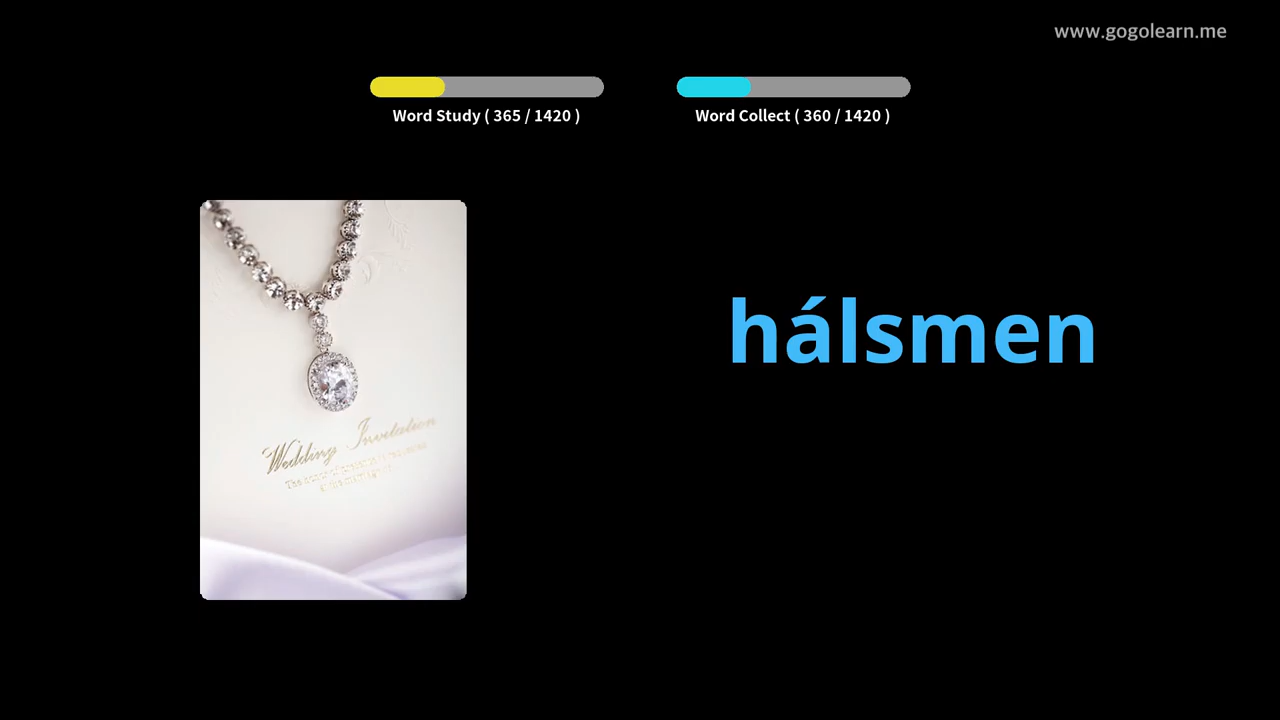 www.gogolearn.me
Word Study ( 365 / 1420 )
Word Collect ( 360 / 1420 )
hálsmen
Wedding Invitation